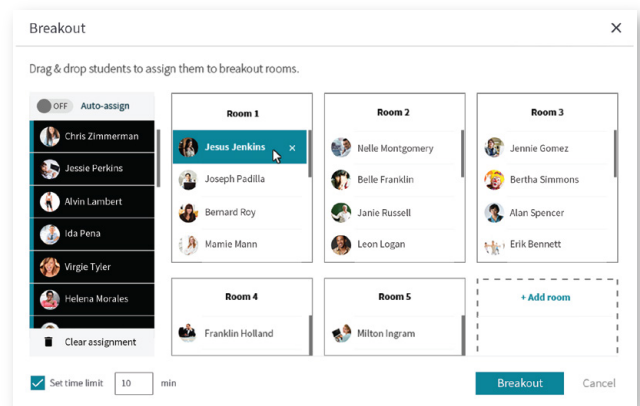 Breakout
Drag & drop students to assign them to breakout rooms.
OFF Auto-assign
Chris Zimmerman
Jessie Perkins
Alvin Lambert
Ida Pena
Virgie Tyler
Helena Morales
Clear assignment
Room 1
Jesus Jenkins
Joseph Padilla
Bernard Roy
Mamie Mann
Room 2
Nelle Montgomery
Belle Franklin
Janie Russell
Leon Logan
Room 3
Jennie Gomez
Bertha Simmons
Alan Spencer
Erik Bennett
Room 4
Franklin Holland
Room 5
Milton Ingram
+ Add room
Set time limit 10 min
Breakout
Cancel